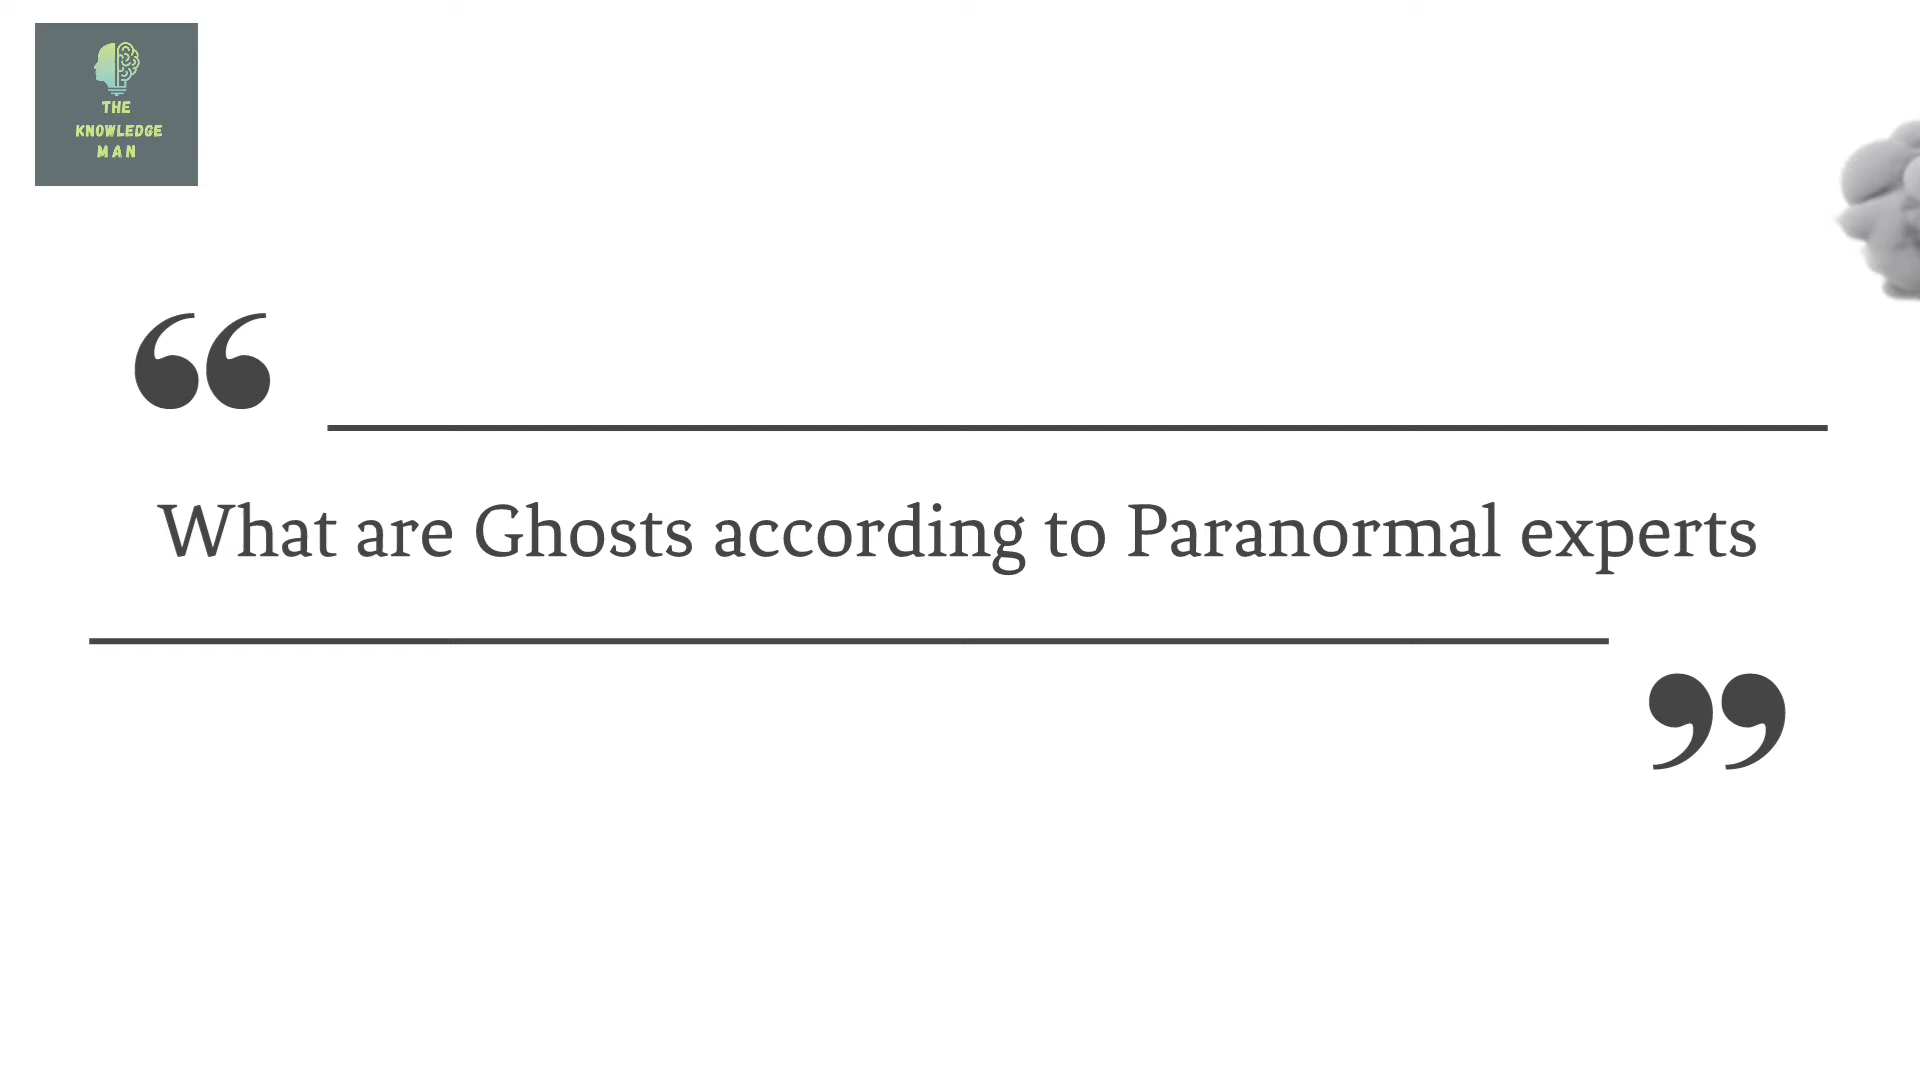 THE
KNOWLEDGE
MAN
“
What are Ghosts according to Paranormal experts
”